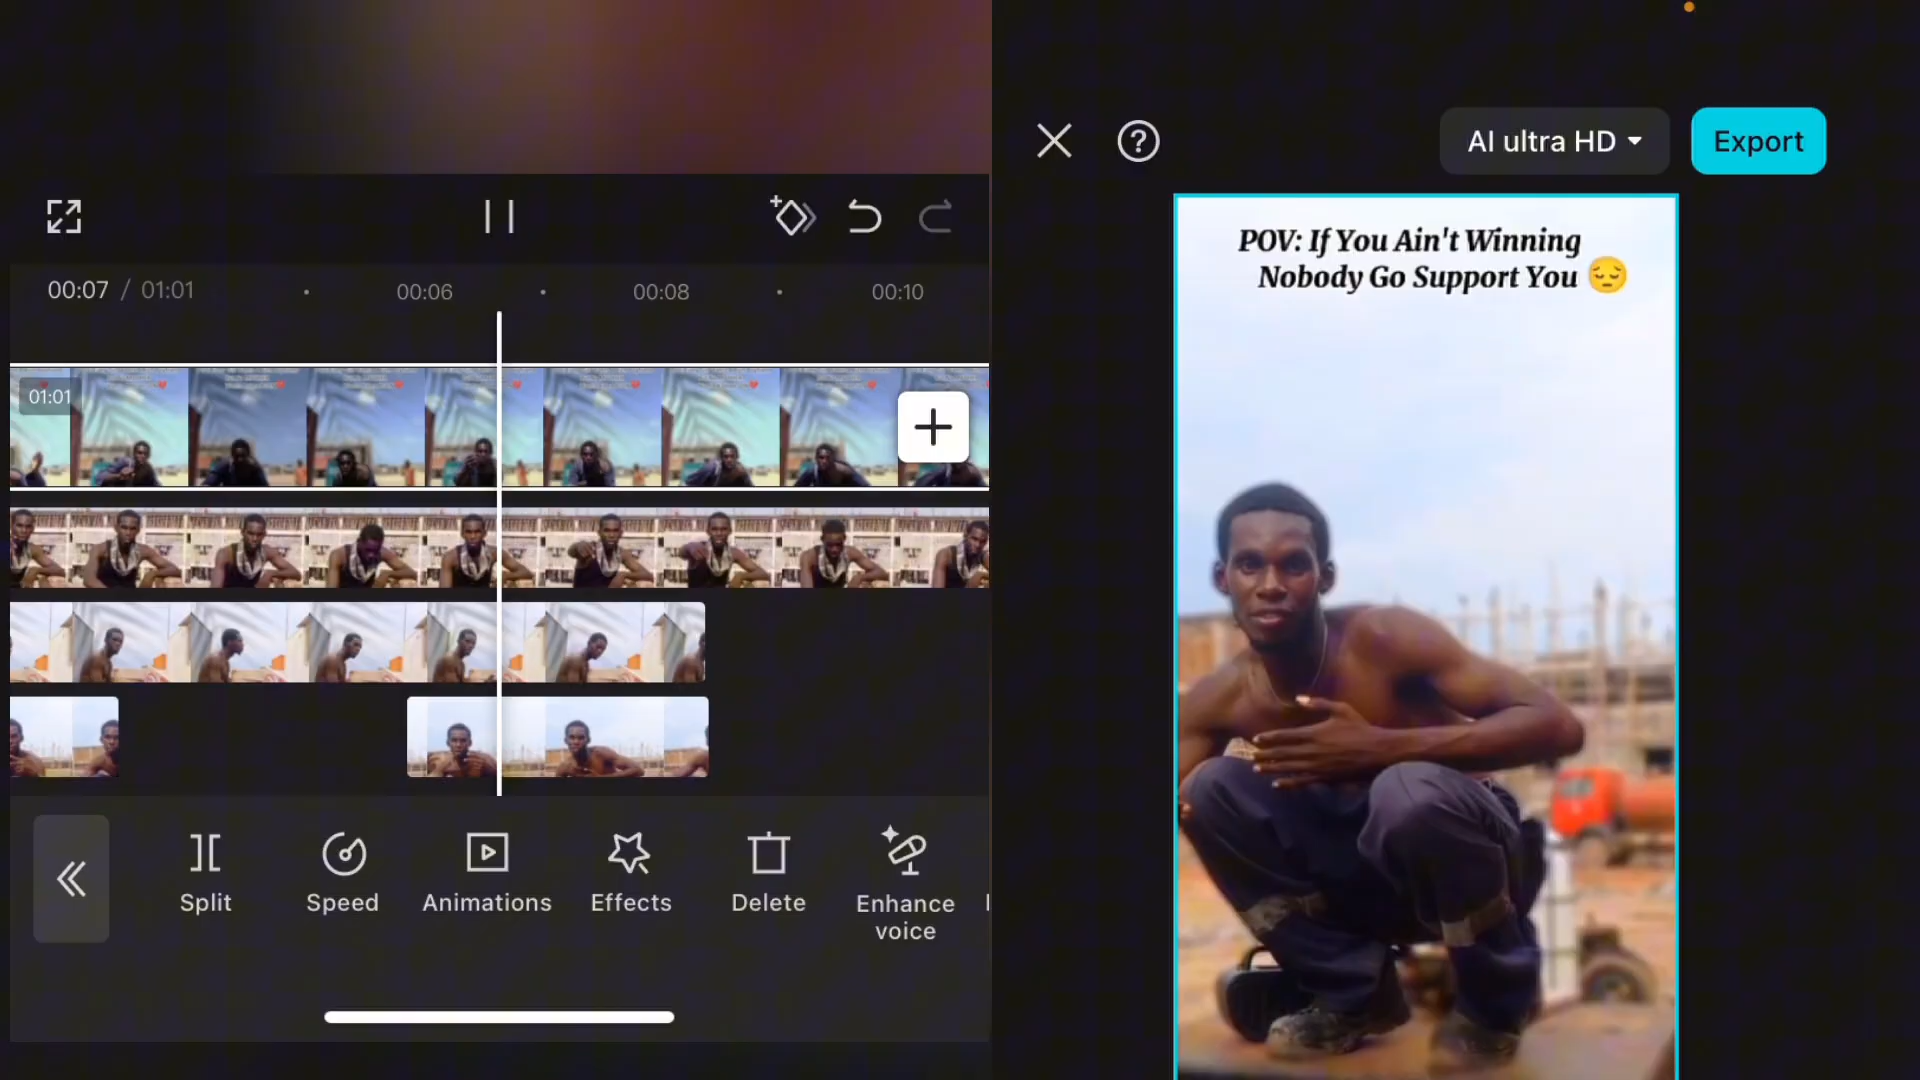 00:07 / 01:01
00:06
00:08
00:10
01:01
Split
Speed
Animations
Effects
Delete
Enhance
voice
?
AI ultra HD
Export
POV: If You Ain't Winning
Nobody Go Support You 😔